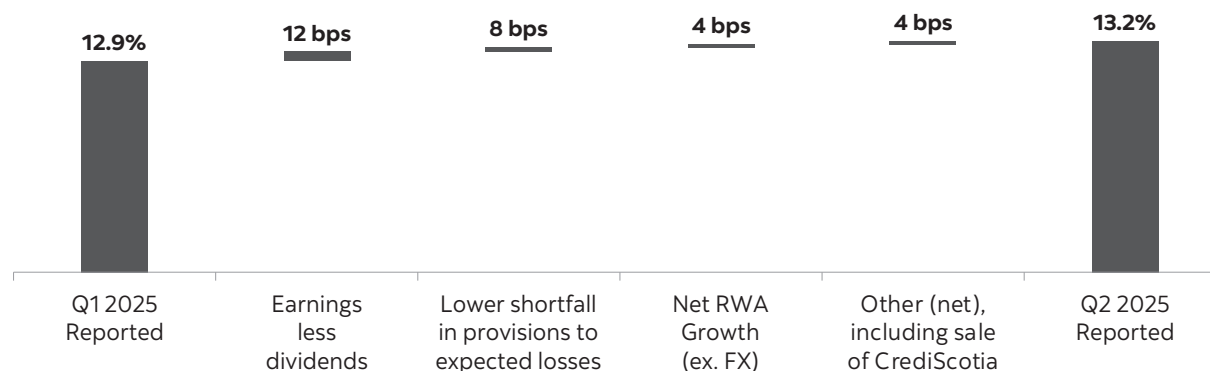 12.9%
12 bps
8 bps
4 bps
4 bps
13.2%
Q1 2025
Reported
Earnings
less
dividends
Lower shortfall
in provisions to
expected losses
Net RWA
Growth
(ex. FX)
Other (net),
including sale
of CrediScotia
Q2 2025
Reported